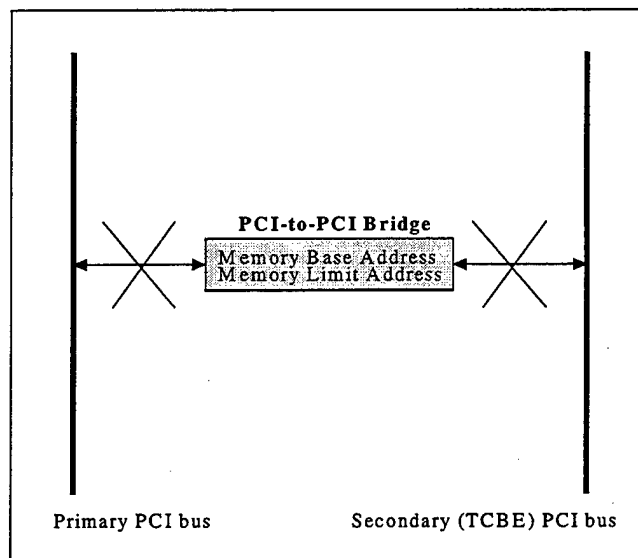 PCI-to-PCI Bridge
Memory Base Address
Memory Limit Address
Primary PCI bus
Secondary (TCBE) PCI bus